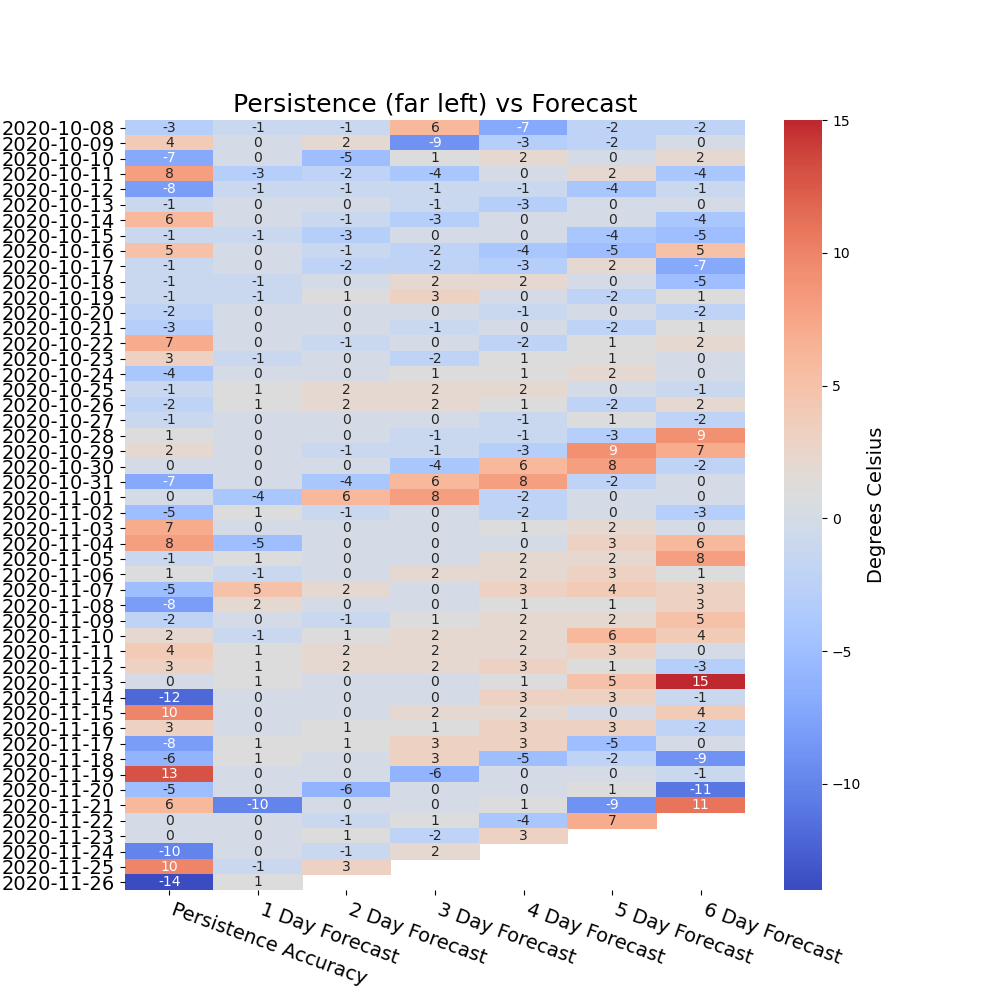 Persistence (far left) vs Forecast
2020-10-08 -3 -1 -1 6 -7 -2 -2
2020-10-09 4 0 2 -9 -3 -2 0
2020-10-10 -7 0 -5 1 2 0 2
2020-10-11 8 -3 -2 -4 0 2 -4
2020-10-12 -8 -1 -1 -1 -1 -4 -1
2020-10-13 -1 0 0 -1 -3 0 0
2020-10-14 6 0 -1 -3 0 0 -4
2020-10-15 -1 -1 -3 0 0 -4 -5
2020-10-16 5 0 -1 -2 -4 -5 5
2020-10-17 -1 0 -2 -2 -3 2 -7
2020-10-18 -1 -1 0 2 2 0 -5
2020-10-19 -1 -1 1 3 0 -2 1
2020-10-20 -2 0 0 0 -1 0 -2
2020-10-21 -3 0 0 -1 0 -2 1
2020-10-22 7 0 -1 0 -2 1 2
2020-10-23 3 -1 0 -2 1 1 0
2020-10-24 -4 0 0 1 1 2 0
2020-10-25 -1 1 2 2 2 0 -1
2020-10-26 -2 1 2 2 1 -2 2
2020-10-27 -1 0 0 0 -1 1 -2
2020-10-28 1 0 0 -1 -1 -3 9
2020-10-29 2 0 -1 -1 -3 9 7
2020-10-30 0 0 0 -4 6 8 -2
2020-10-31 -7 0 -4 6 8 -2 0
2020-11-01 0 -4 6 8 -2 0 0
2020-11-02 -5 1 -1 0 -2 0 -3
2020-11-03 7 0 0 0 1 2 0
2020-11-04 8 -5 0 0 0 3 6
2020-11-05 -1 1 0 0 2 2 8
2020-11-06 1 -1 0 2 2 3 1
2020-11-07 -5 5 2 0 3 4 3
2020-11-08 -8 2 0 0 1 1 3
2020-11-09 -2 0 -1 1 2 2 5
2020-11-10 2 -1 1 2 2 6 4
2020-11-11 4 1 2 2 2 3 0
2020-11-12 3 1 2 2 3 1 -3
2020-11-13 0 1 0 0 1 5 15
2020-11-14 -12 0 0 0 3 3 -1
2020-11-15 10 0 0 2 2 0 4
2020-11-16 3 0 1 1 3 3 -2
2020-11-17 -8 1 1 3 3 -5 0
2020-11-18 -6 1 0 3 -5 -2 -9
2020-11-19 13 0 0 -6 0 0 -1
2020-11-20 -5 0 -6 0 0 1 -11
2020-11-21 6 -10 0 0 1 -9 11
2020-11-22 0 0 -1 1 -4 7
2020-11-23 0 0 1 -2 3
2020-11-24 -10 0 -1 2
2020-11-25 10 -1 3
2020-11-26 -14 1
Persistence Accuracy
1 Day Forecast
2 Day Forecast
3 Day Forecast
4 Day Forecast
5 Day Forecast
6 Day Forecast
15
10
5
0
−5
−10
Degrees Celsius